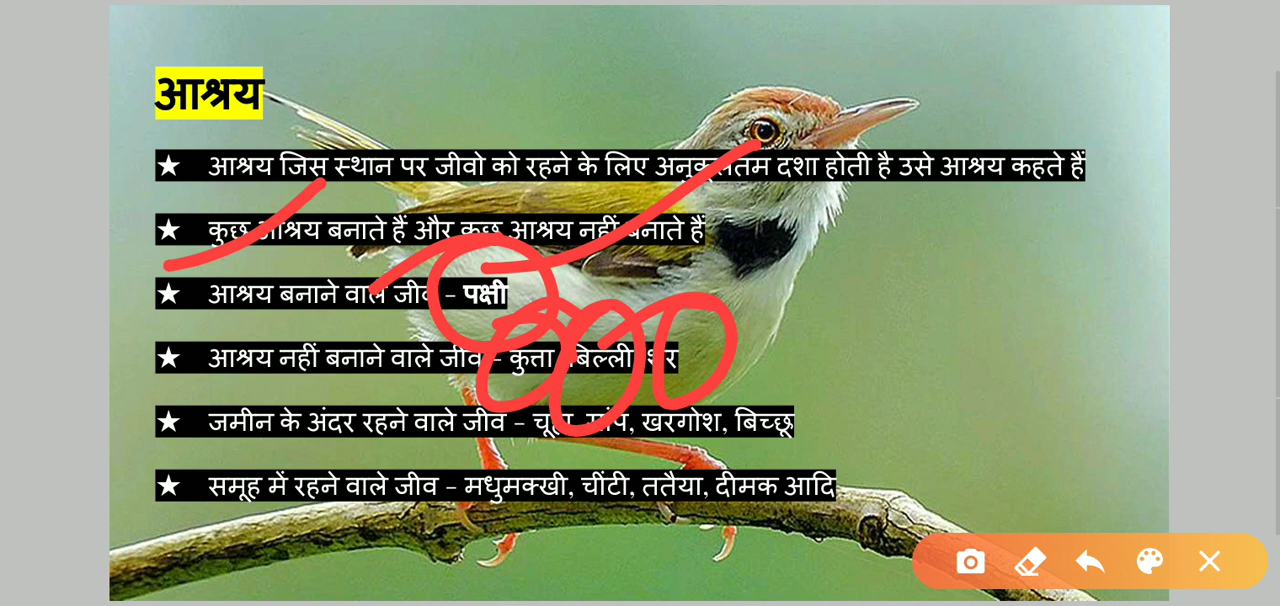 आश्रय
★ आश्रय जिस स्थान पर जीवो को रहने के लिए अनुकूलतम दशा होती है उसे आश्रय कहते हैं
★ कुछ आश्रय बनाते हैं और कुछ आश्रय नहीं बनाते हैं
★ आश्रय बनाने वाले जीव – पक्षी
★ आश्रय नहीं बनाने वाले जीव – कुत्ता, बिल्ली, शेर
★ जमीन के अंदर रहने वाले जीव – चूहा, सांप, खरगोश, बिच्छू
★ समूह में रहने वाले जीव – मधुमक्खी, चींटी, ततैया, दीमक आदि